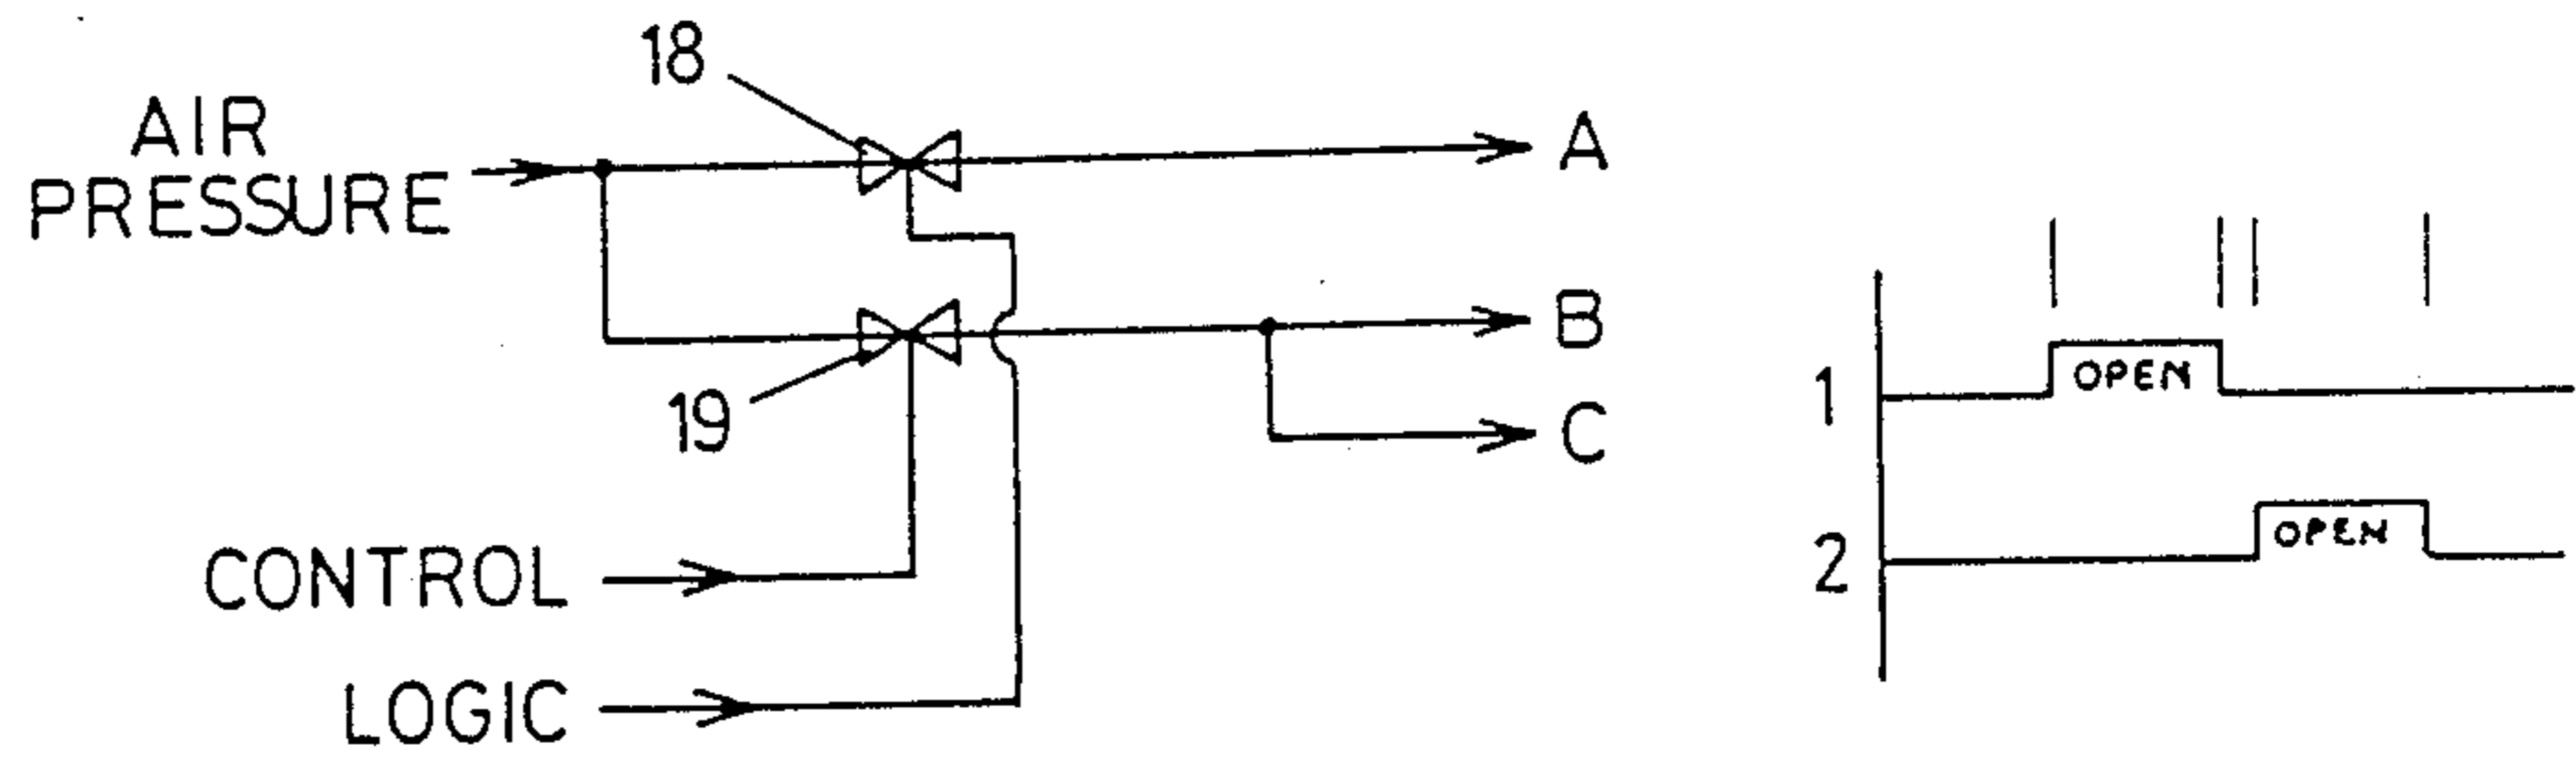 18
AIR
PRESSURE
A
B
19
C
CONTROL
LOGIC
1
OPEN
2
OPEN